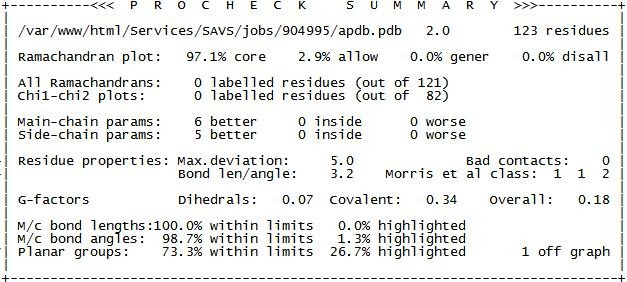 +----------<<<  P  R  O  C  H  E  C  K     S  U  M  M  A  R  Y  >>>----------+
| /var/www/html/Services/SAVS/jobs/904995/apdb.pdb   2.0         123 residues |
| Ramachandran plot:   97.1% core    2.9% allow   0.0% gener    0.0% disall |
| All Ramachandrans:    0 labelled residues (out of 121) |
| Chi1-chi2 plots:      0 labelled residues (out of  82) |
| Main-chain params:    6 better     0 inside      0 worse |
| Side-chain params:    5 better     0 inside      0 worse |
| Residue properties: Max.deviation:     5.0              Bad contacts:    0 |
| Bond len/angle:    3.2    Morris et al class:  1  1  2 |
| G-factors           Dihedrals:  0.07  Covalent:   0.34    Overall:   0.18 |
| M/c bond lengths:100.0% within limits   0.0% highlighted |
| M/c bond angles:  98.7% within limits   1.3% highlighted |
| Planar groups:    73.3% within limits  26.7% highlighted       1 off graph |
+----------------------------------------------------------------------------+